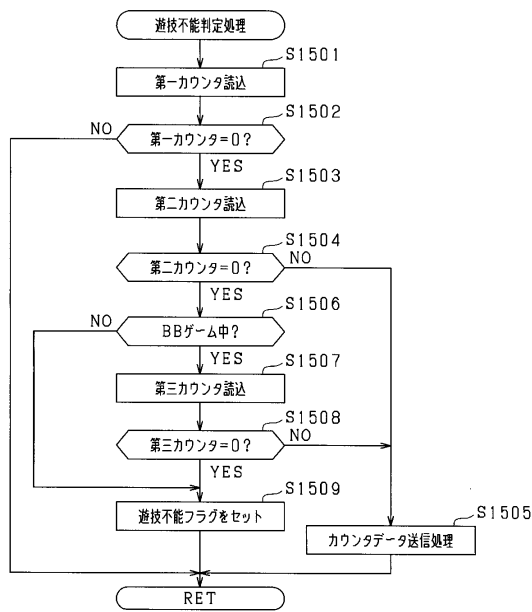 遊技不能判定処理
S1501
第一カウンタ読込
S1502
NO
第一カウンタ=0?
YES
S1503
第二カウンタ読込
S1504
第二カウンタ=0?
NO
YES
S1506
NO
BBゲーム中?
YES
S1507
第三カウンタ読込
S1508
第三カウンタ=0?
NO
YES
S1509
遊技不能フラグをセット
S1505
カウンタデータ送信処理
RET